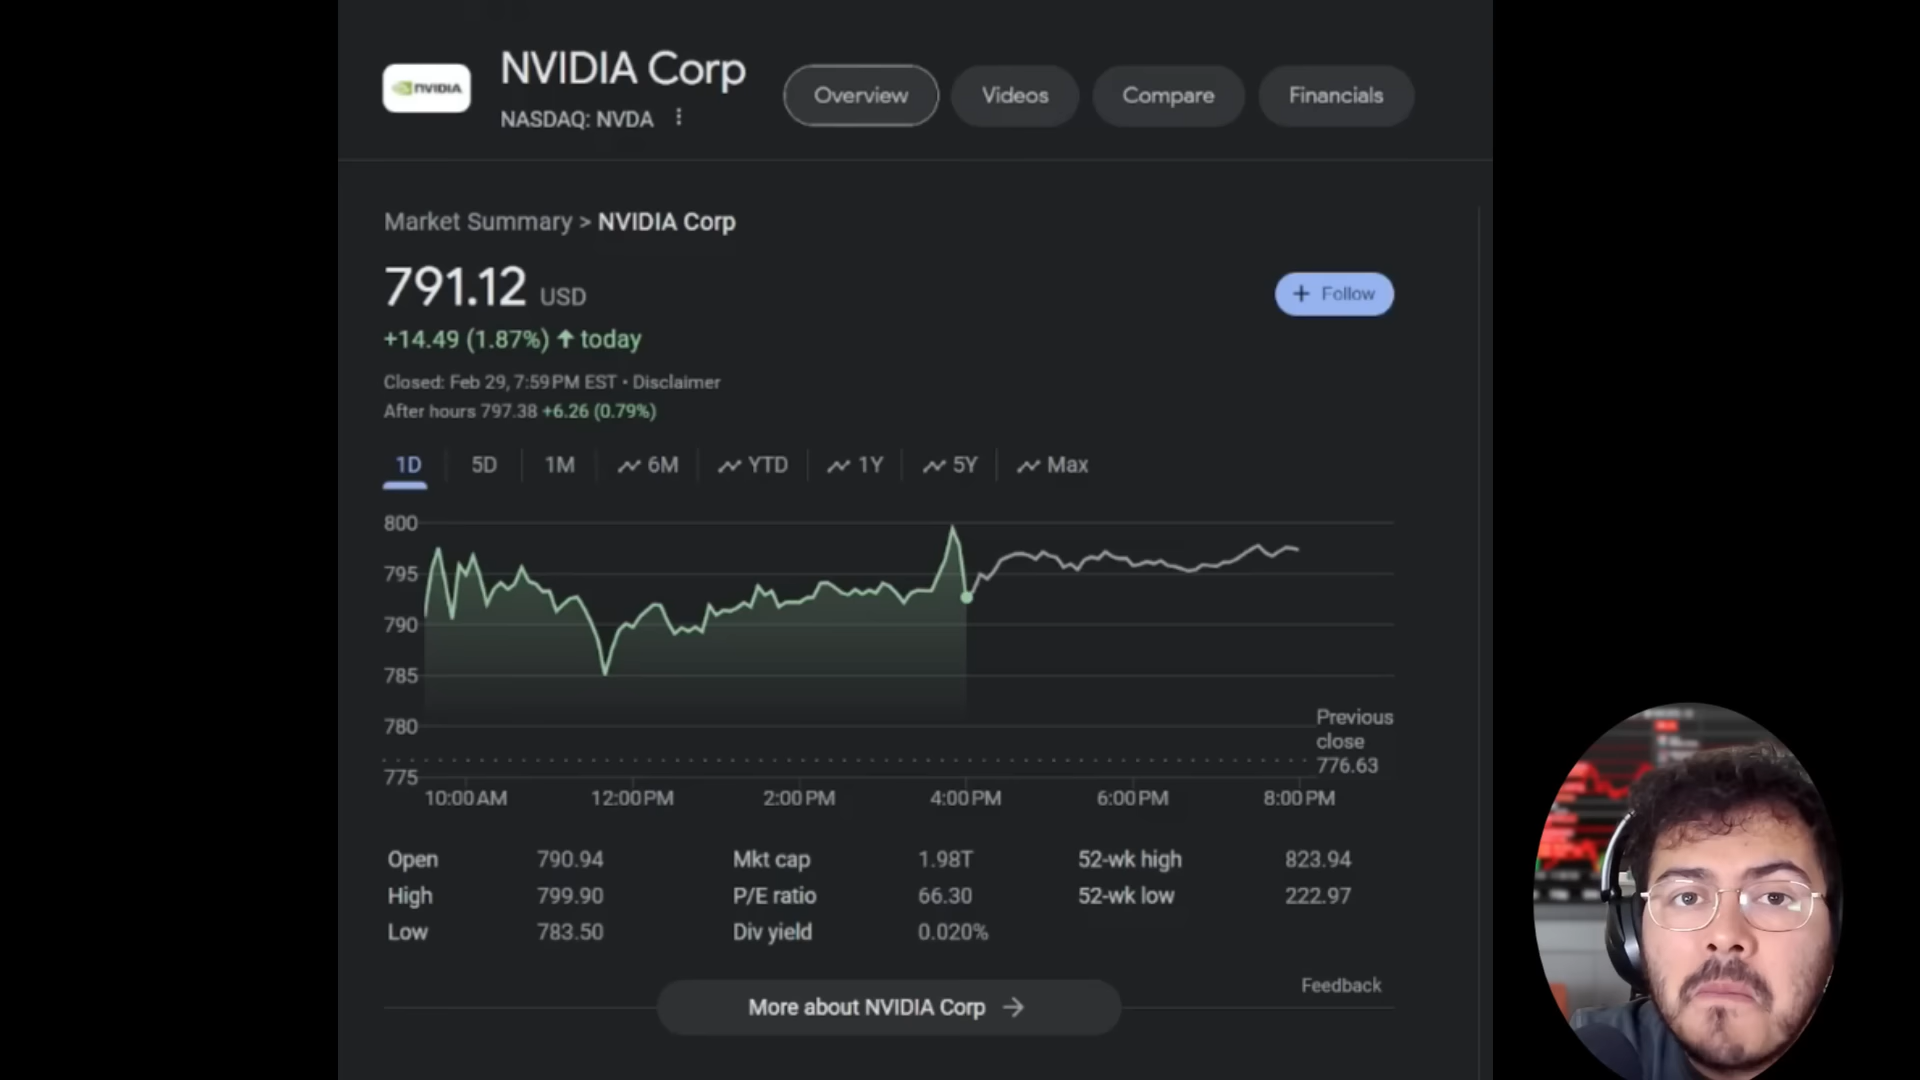 NVIDIA
NVIDIA Corp
NASDAQ: NVDA
Overview
Videos
Compare
Financials
Market Summary > NVIDIA Corp
791.12 USD
+ Follow
+14.49 (1.87%) ↑ today
Closed: Feb 29, 7:59 PM EST • Disclaimer
After hours 797.38 +6.26 (0.79%)
1D 5D 1M 6M YTD 1Y 5Y Max
800
795
790
785
780
775
Previous
close
776.63
10:00 AM 12:00 PM 2:00 PM 4:00 PM 6:00 PM 8:00 PM
Open 790.94 Mkt cap 1.98T 52-wk high 823.94
High 799.90 P/E ratio 66.30 52-wk low 222.97
Low 783.50 Div yield 0.020%
Feedback
More about NVIDIA Corp →